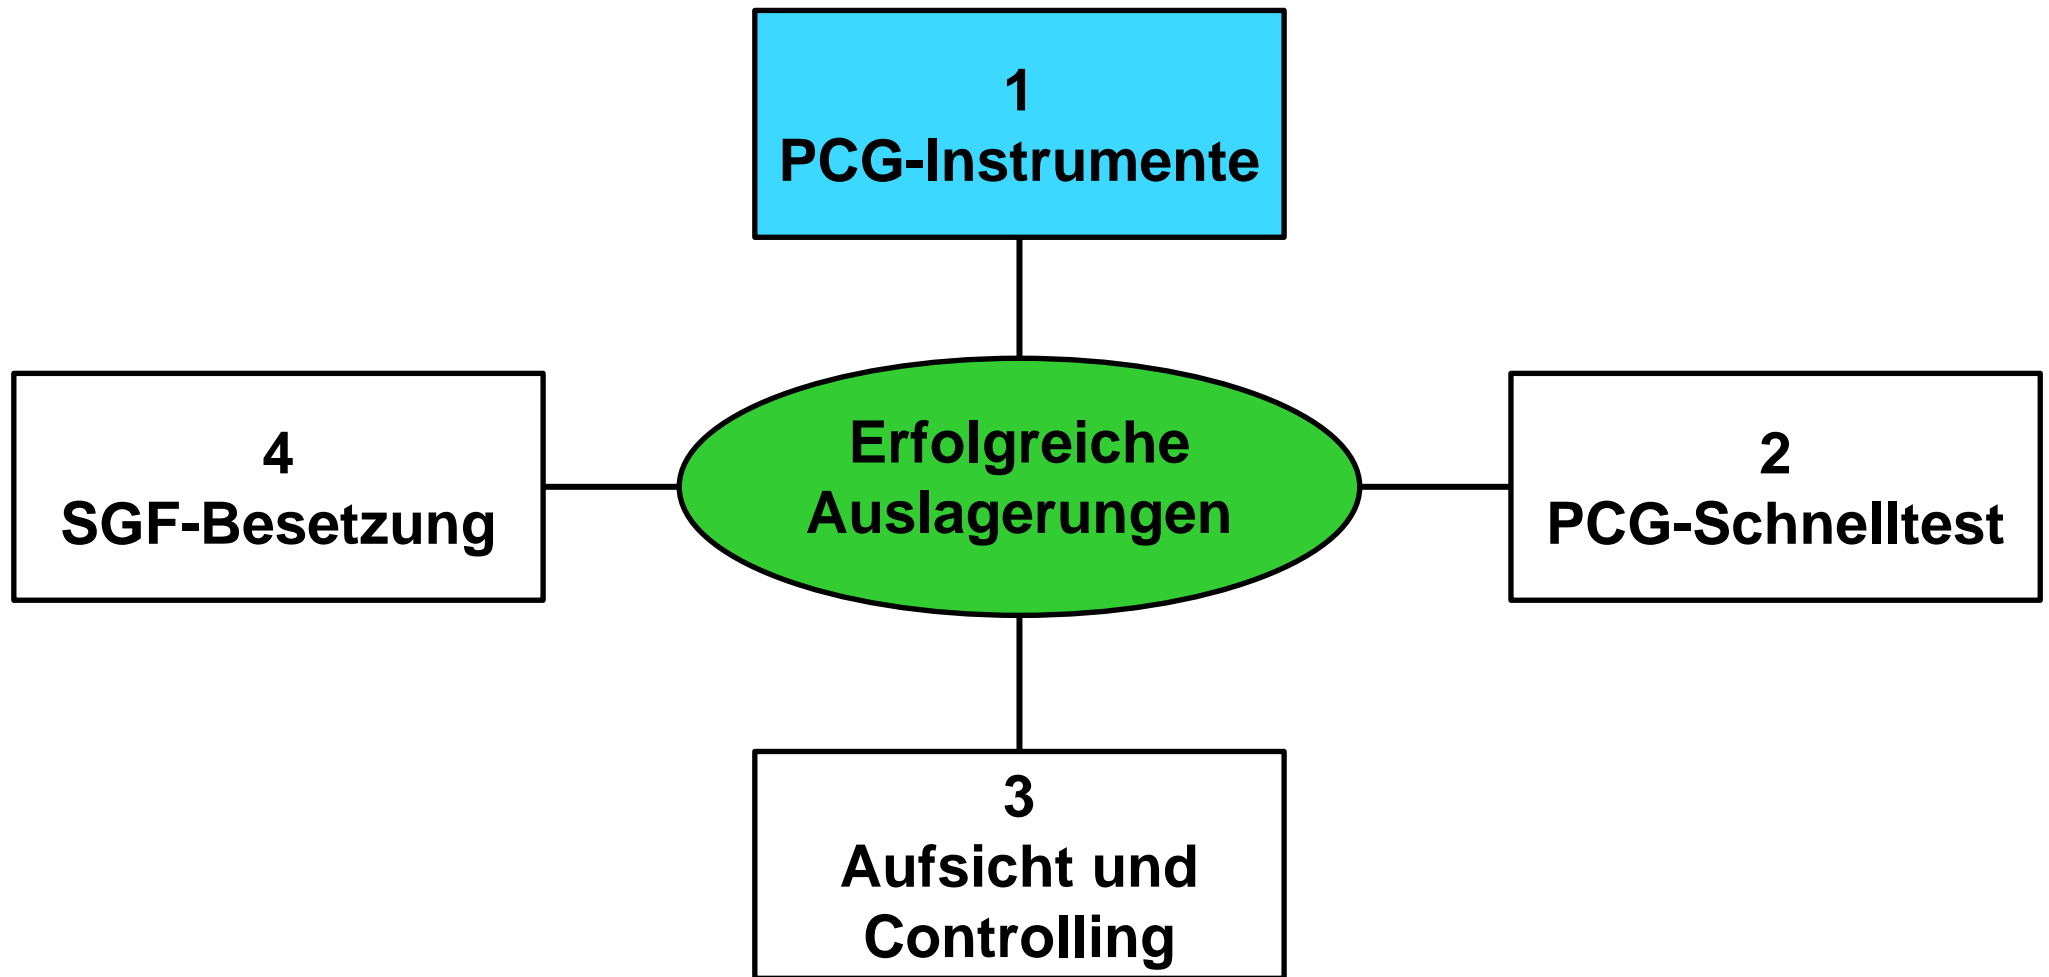 1
PCG-Instrumente
4
SGF-Besetzung
Erfolgreiche
Auslagerungen
2
PCG-Schnelltest
3
Aufsicht und
Controlling